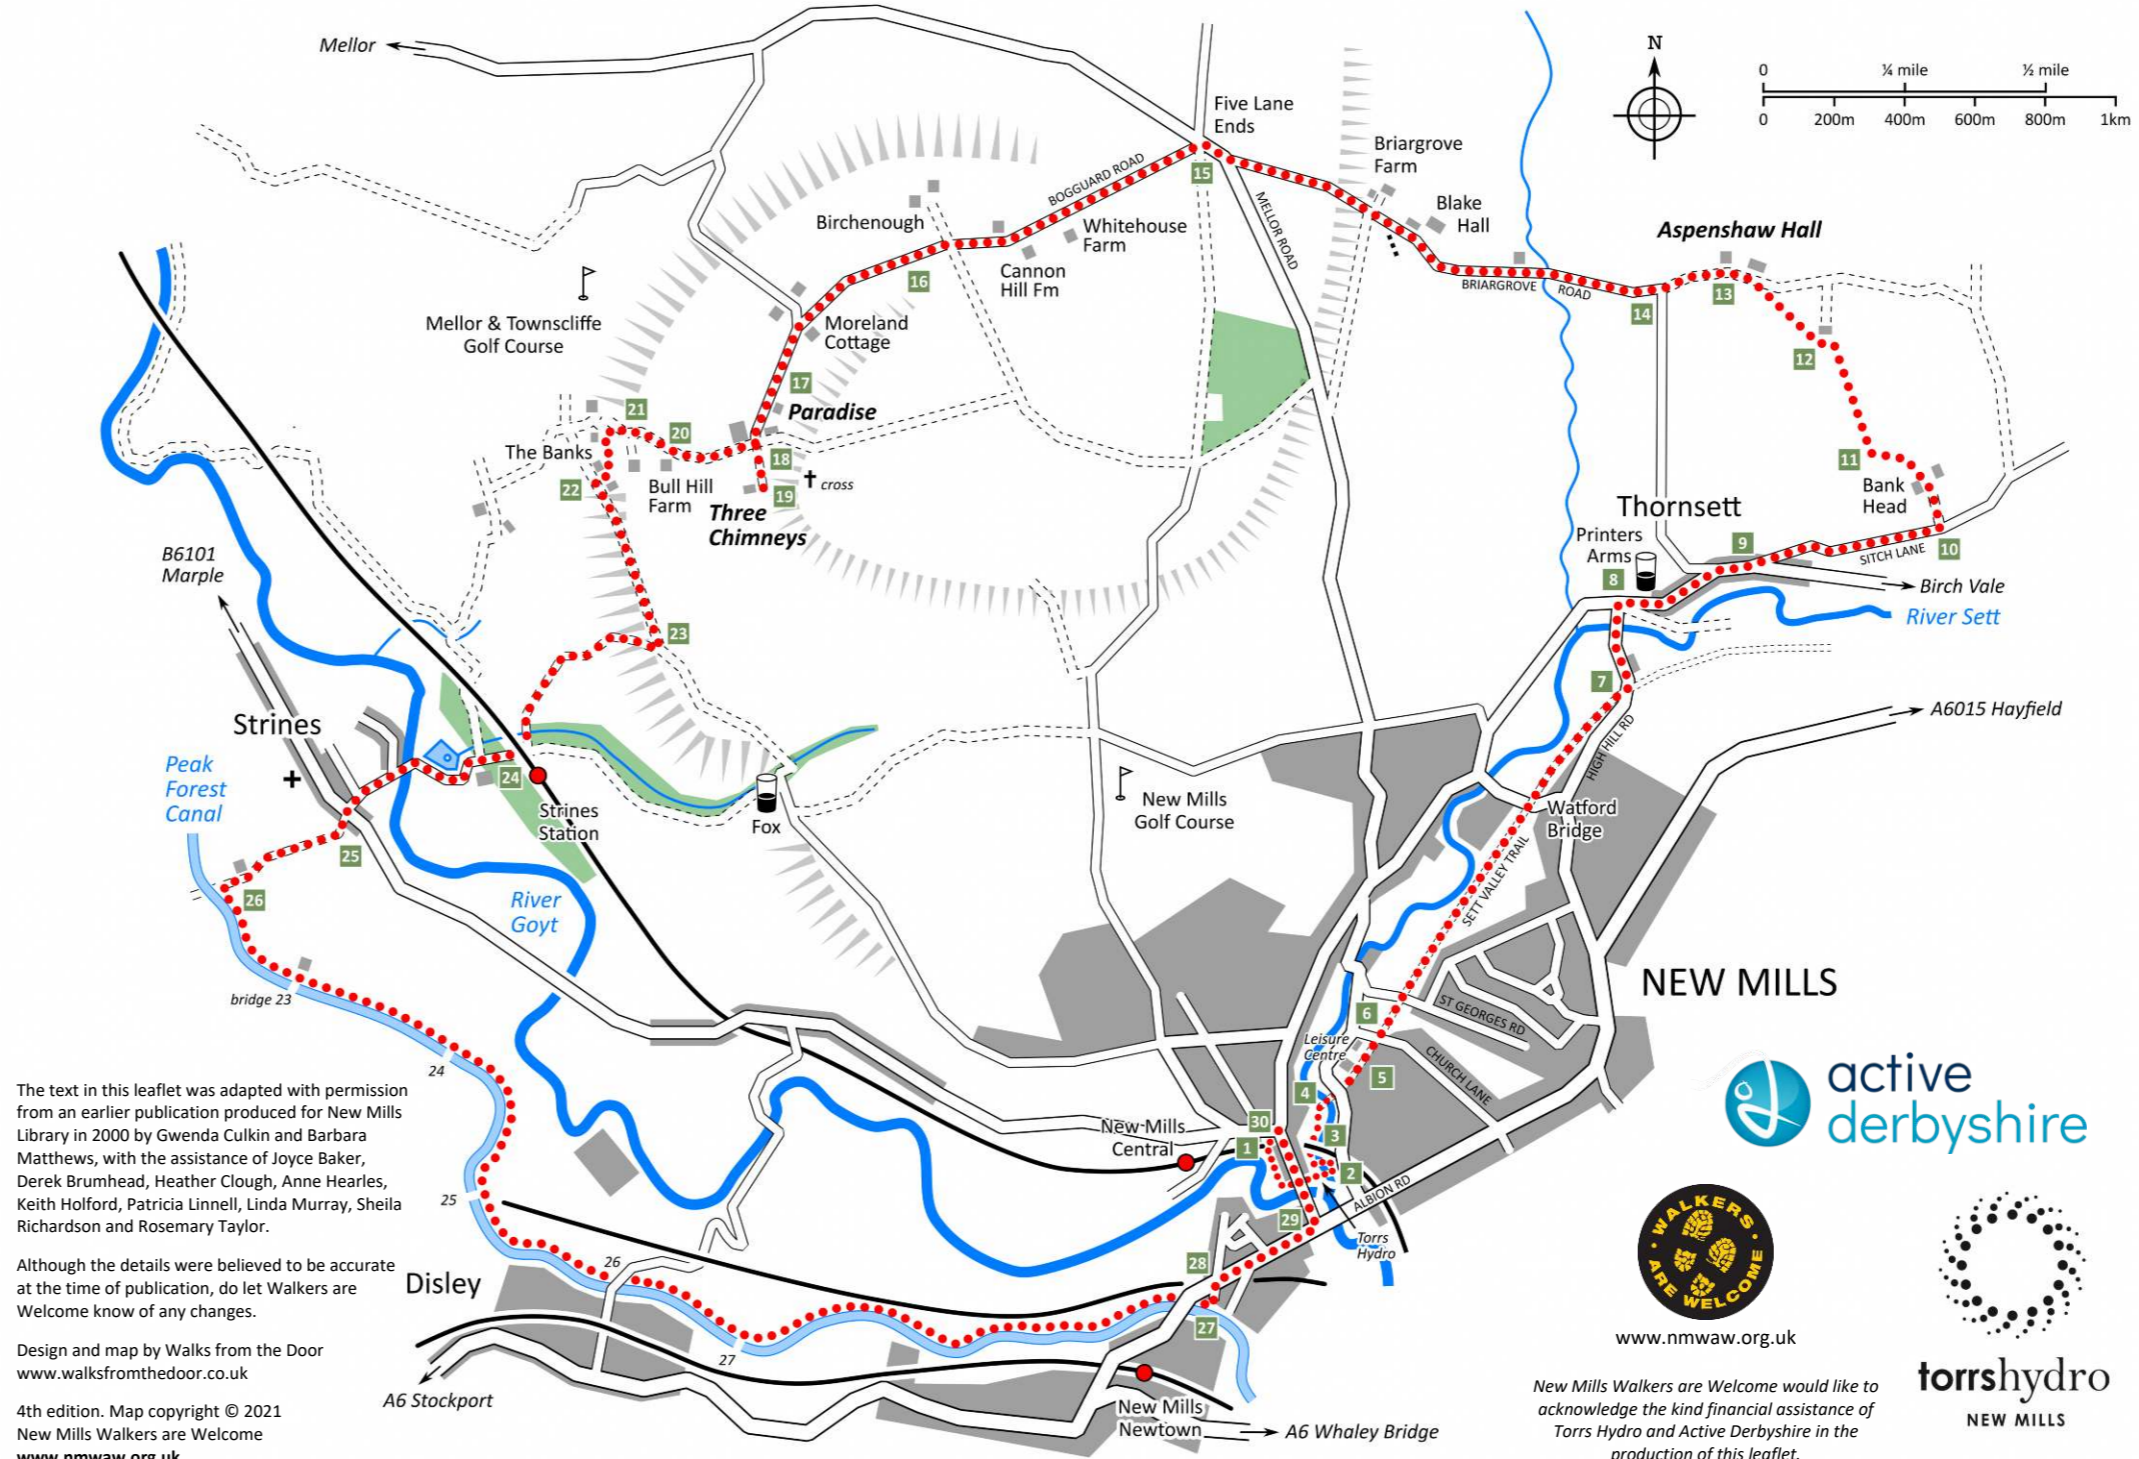 Mellor
Five Lane
Ends
N
0
¼ mile
½ mile
0
200m
400m
600m
800m
1km
BOGGUARD ROAD
15
MELLOR ROAD
Briargrove
Farm
Blake
Hall
Aspenshaw Hall
Birchenough
Whitehouse
Farm
Cannon
Hill Fm
16
BRIARGROVE
ROAD
14
13
12
Mellor & Townscliffe
Golf Course
Moreland
Cottage
17
Paradise
21
20
The Banks
22
Bull Hill
Farm
18
19
cross
Three
Chimneys
11
Bank
Head
Thornsett
Printers
Arms
8
9
SITCH LANE
10
Birch Vale
River Sett
B6101
Marple
23
7
HIGH HILL RD
A6015 Hayfield
Strines
Peak
Forest
Canal
24
Strines
Station
Fox
New Mills
Golf Course
Watford
Bridge
SETT VALLEY TRAIL
25
26
River
Goyt
bridge 23
NEW MILLS
6
ST GEORGES RD
Leisure
Centre
CHURCH LANE
5
4
24
30
New Mills
Central
1
3
2
ALBION RD
25
29
Torrs
Hydro
28
26
Disley
27
27
A6 Stockport
New Mills
Newtown
A6 Whaley Bridge
The text in this leaflet was adapted with permission
from an earlier publication produced for New Mills
Library in 2000 by Gwenda Culkin and Barbara
Matthews, with the assistance of Joyce Baker,
Derek Brumhead, Heather Clough, Anne Hearles,
Keith Holford, Patricia Linnell, Linda Murray, Sheila
Richardson and Rosemary Taylor.
Although the details were believed to be accurate
at the time of publication, do let Walkers are
Welcome know of any changes.
Design and map by Walks from the Door
www.walksfromthedoor.co.uk
4th edition. Map copyright © 2021
New Mills Walkers are Welcome
www.nmwaw.org.uk
active
derbyshire
WALKERS
ARE WELCOME
www.nmwaw.org.uk
torrshydro
NEW MILLS
New Mills Walkers are Welcome would like to
acknowledge the kind financial assistance of
Torrs Hydro and Active Derbyshire in the
production of this leaflet.